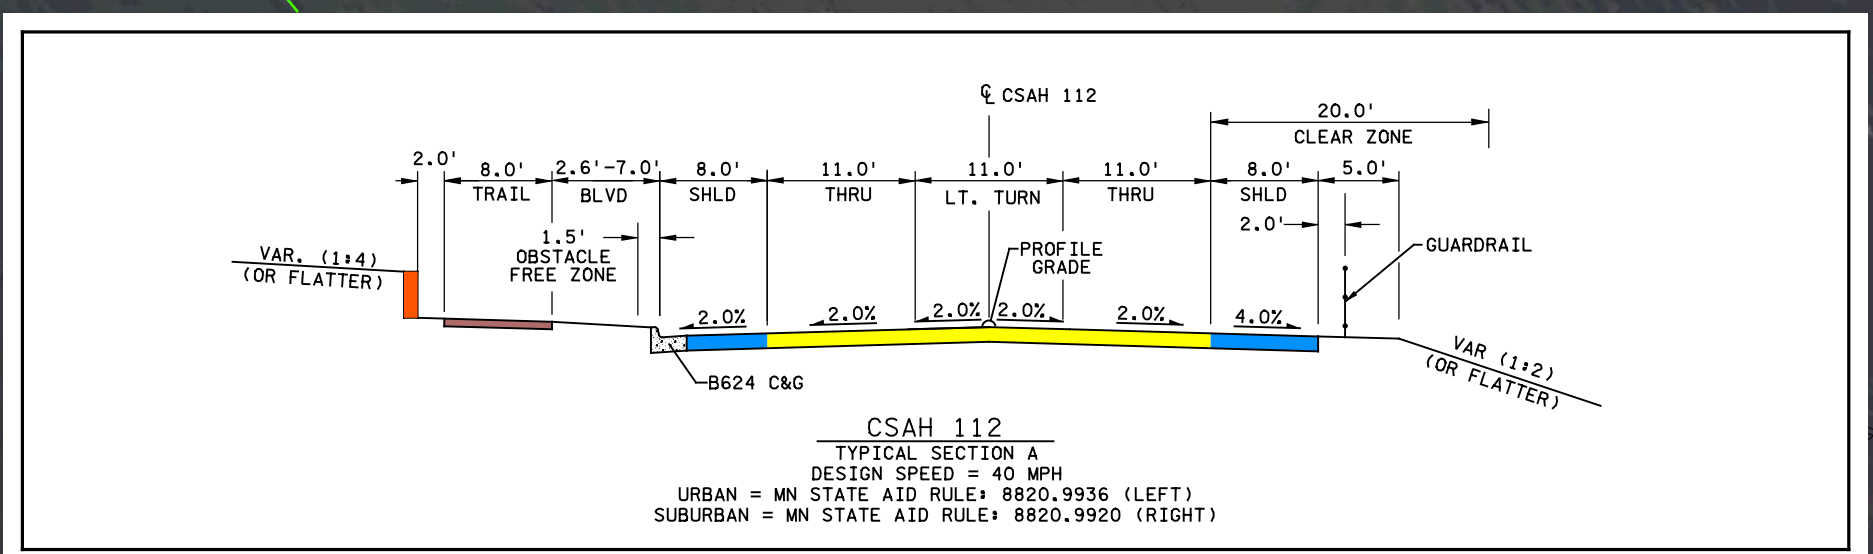 ℄ CSAH 112
20.0'
CLEAR ZONE
2.0'
8.0'
TRAIL
2.6'-7.0'
BLVD
8.0'
SHLD
11.0'
THRU
11.0'
LT. TURN
11.0'
THRU
8.0'
SHLD
5.0'
2.0'
1.5'
OBSTACLE
FREE ZONE
GUARDRAIL
PROFILE
GRADE
VAR. (1:4)
(OR FLATTER)
2.0%
2.0%
2.0%
2.0%
2.0%
4.0%
VAR (1:2)
(OR FLATTER)
B624 C&G
CSAH 112
TYPICAL SECTION A
DESIGN SPEED = 40 MPH
URBAN = MN STATE AID RULE: 8820.9936 (LEFT)
SUBURBAN = MN STATE AID RULE: 8820.9920 (RIGHT)